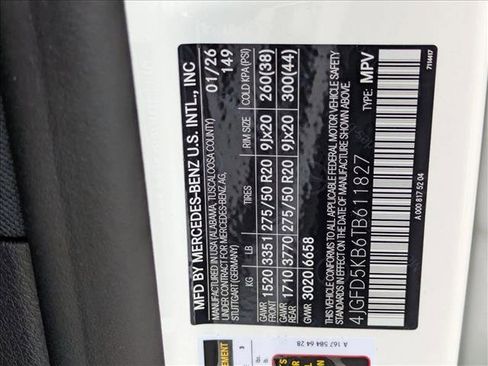 MFD BY MERCEDES-BENZ U.S. INTL., INC
MANUFACTURED IN USA (ALABAMA, TUSCALOOSA COUNTY) 01/26
STUTTGART (GERMANY) FOR MERCEDES-BENZ AG, 149
KG LB TIRES RIM SIZE COLD KPA (PSI)
GAWR FRONT 1520 3351 275/50 R20 9Jx20 260(38)
GAWR REAR 1710 3770 275/50 R20 9Jx20 300(44)
GVWR 3020 6658
THIS VEHICLE CONFORMS TO ALL APPLICABLE FEDERAL MOTOR VEHICLE SAFETY
STANDARDS IN EFFECT ON THE DATE OF MANUFACTURE SHOWN ABOVE.
4JGFD5KB6TB611827 TYPE: MPV
A 000 817 52 04 7114417
A 167 584 64 28